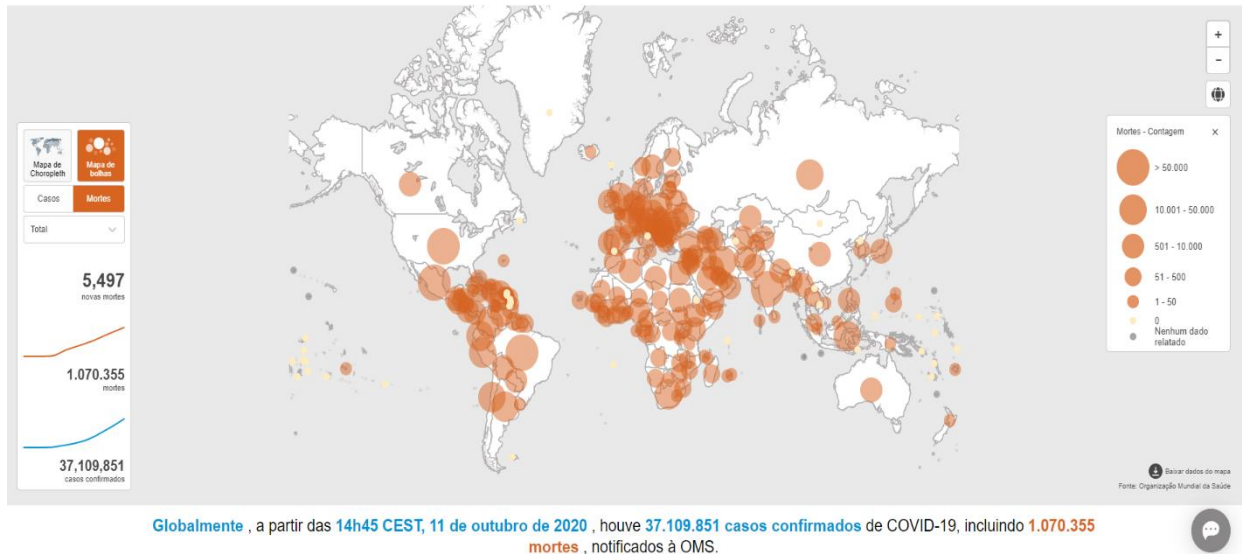 +
−
Mapa de
Choropleth
Mapa de
bolhas
Casos
Mortes
Total
5,497
novas mortes
1.070.355
mortes
37,109,851
casos confirmados
Mortes - Contagem
×
> 50.000
10.001 - 50.000
501 - 10.000
51 - 500
1 - 50
0
Nenhum dado
relatado
Baixar dados do mapa
Fonte: Organização Mundial da Saúde
Globalmente , a partir das 14h45 CEST, 11 de outubro de 2020 , houve 37.109.851 casos confirmados de COVID-19, incluindo 1.070.355
mortes , notificados à OMS.